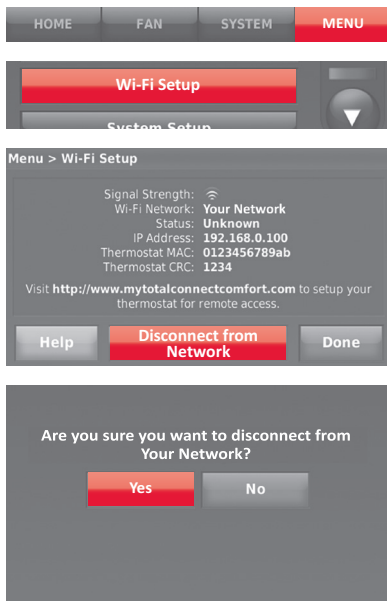 HOME FAN SYSTEM MENU
Wi-Fi Setup
System Setup
Menu > Wi-Fi Setup
Signal Strength:
Wi-Fi Network: Your Network
Status: Unknown
IP Address: 192.168.0.100
Thermostat MAC: 0123456789ab
Thermostat CRC: 1234
Visit http://www.mytotalconnectcomfort.com to setup your
thermostat for remote access.
Help Disconnect from Done
Network
Are you sure you want to disconnect from
Your Network?
Yes No